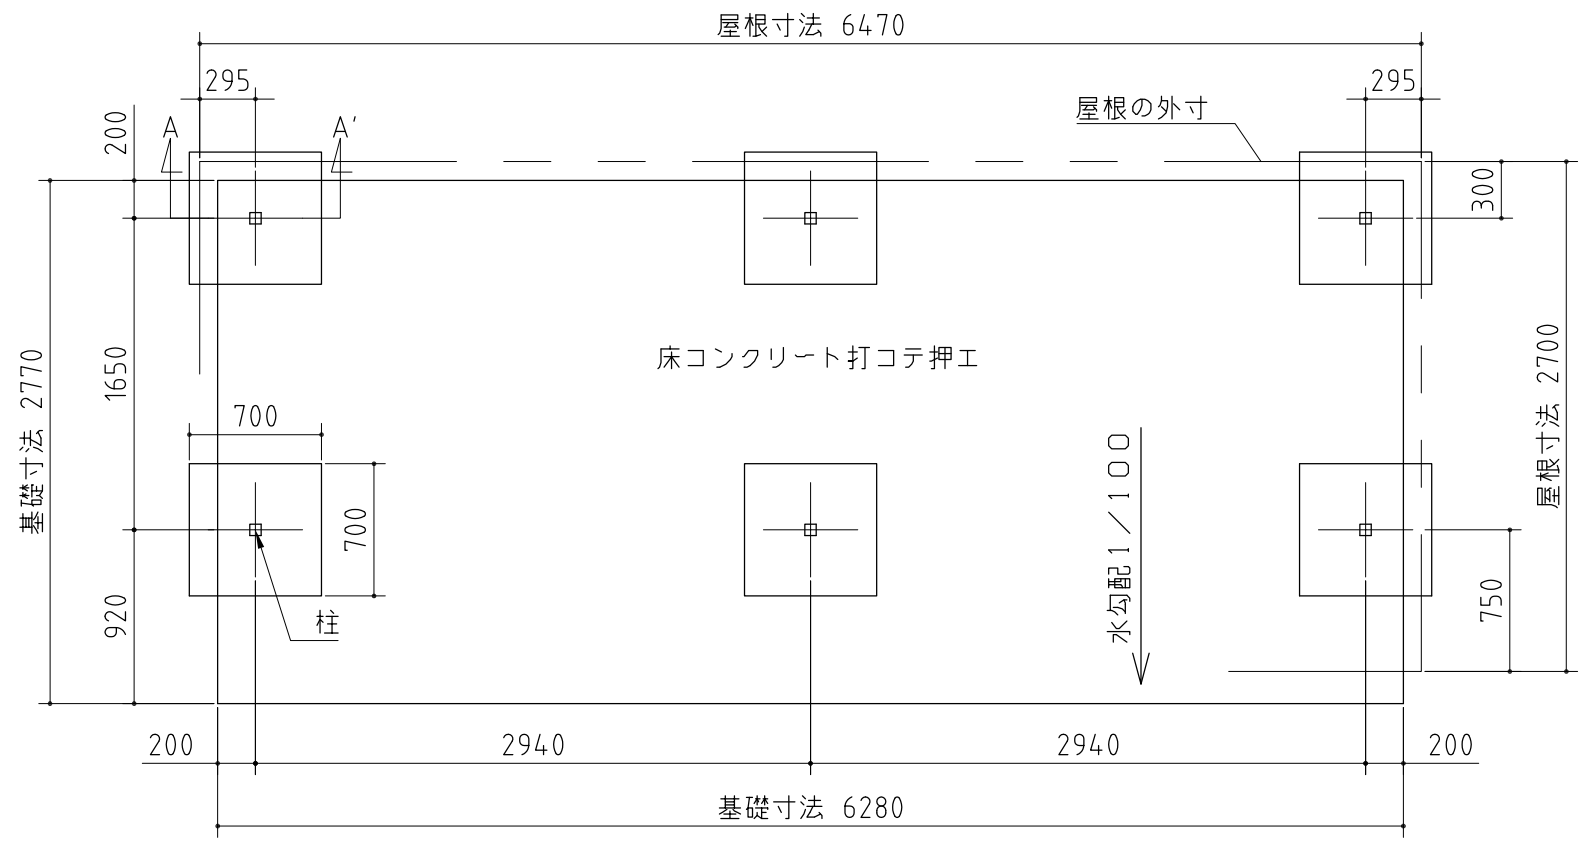 屋根寸法 6470
295
295
屋根の外寸
200
A
A'
300
1650
基礎寸法 2770
床コンクリート打コテ押エ
屋根寸法 2700
700
700
水勾配1/100
920
柱
750
200
2940
2940
200
基礎寸法 6280